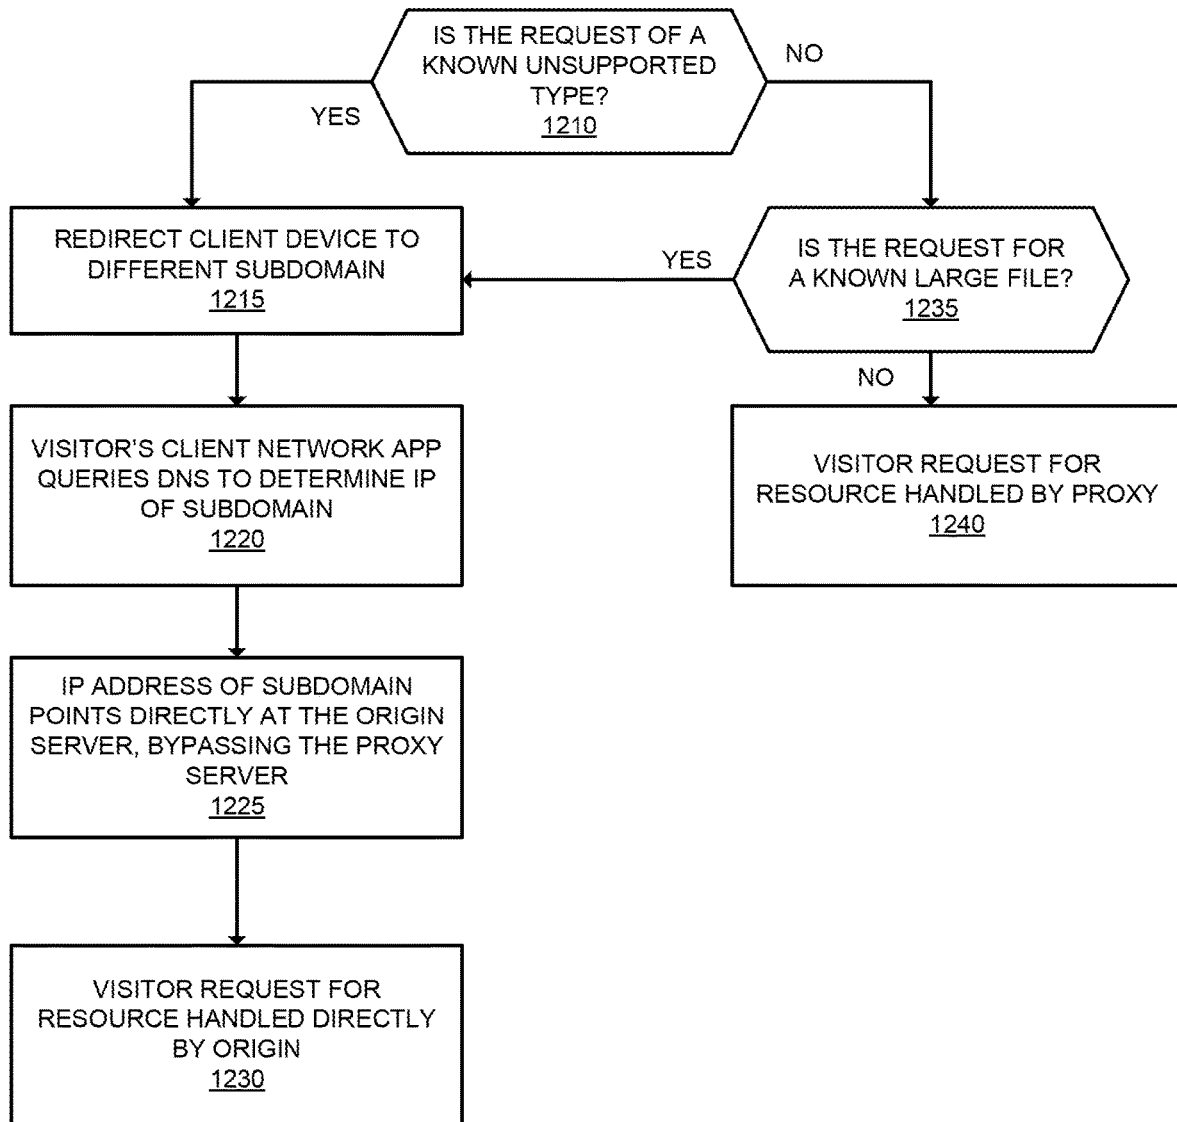 IS THE REQUEST OF A
KNOWN UNSUPPORTED
TYPE?
1210
NO
YES
REDIRECT CLIENT DEVICE TO
DIFFERENT SUBDOMAIN
1215
YES
IS THE REQUEST FOR
A KNOWN LARGE FILE?
1235
NO
VISITOR'S CLIENT NETWORK APP
QUERIES DNS TO DETERMINE IP
OF SUBDOMAIN
1220
VISITOR REQUEST FOR
RESOURCE HANDLED BY PROXY
1240
IP ADDRESS OF SUBDOMAIN
POINTS DIRECTLY AT THE ORIGIN
SERVER, BYPASSING THE PROXY
SERVER
1225
VISITOR REQUEST FOR
RESOURCE HANDLED DIRECTLY
BY ORIGIN
1230